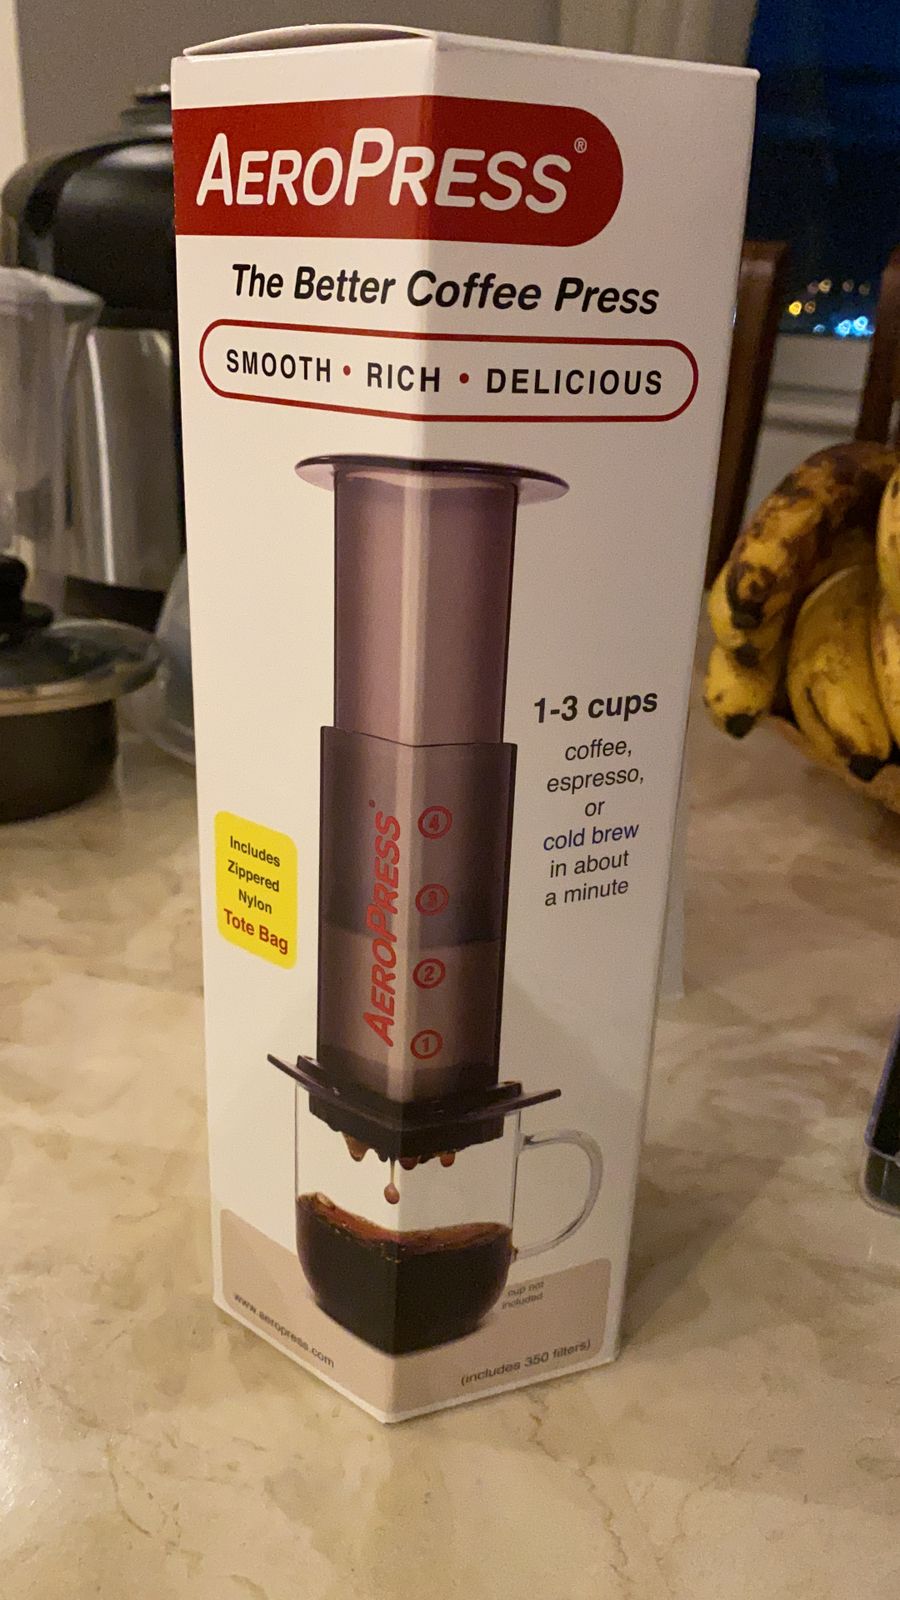 AEROPRESS®
The Better Coffee Press
SMOOTH • RICH • DELICIOUS
1-3 cups
coffee,
espresso,
or
cold brew
in about
a minute
Includes
Zippered
Nylon
Tote Bag
AEROPRESS
4
3
2
1
cup not
included
www.aeropress.com
(includes 350 filters)